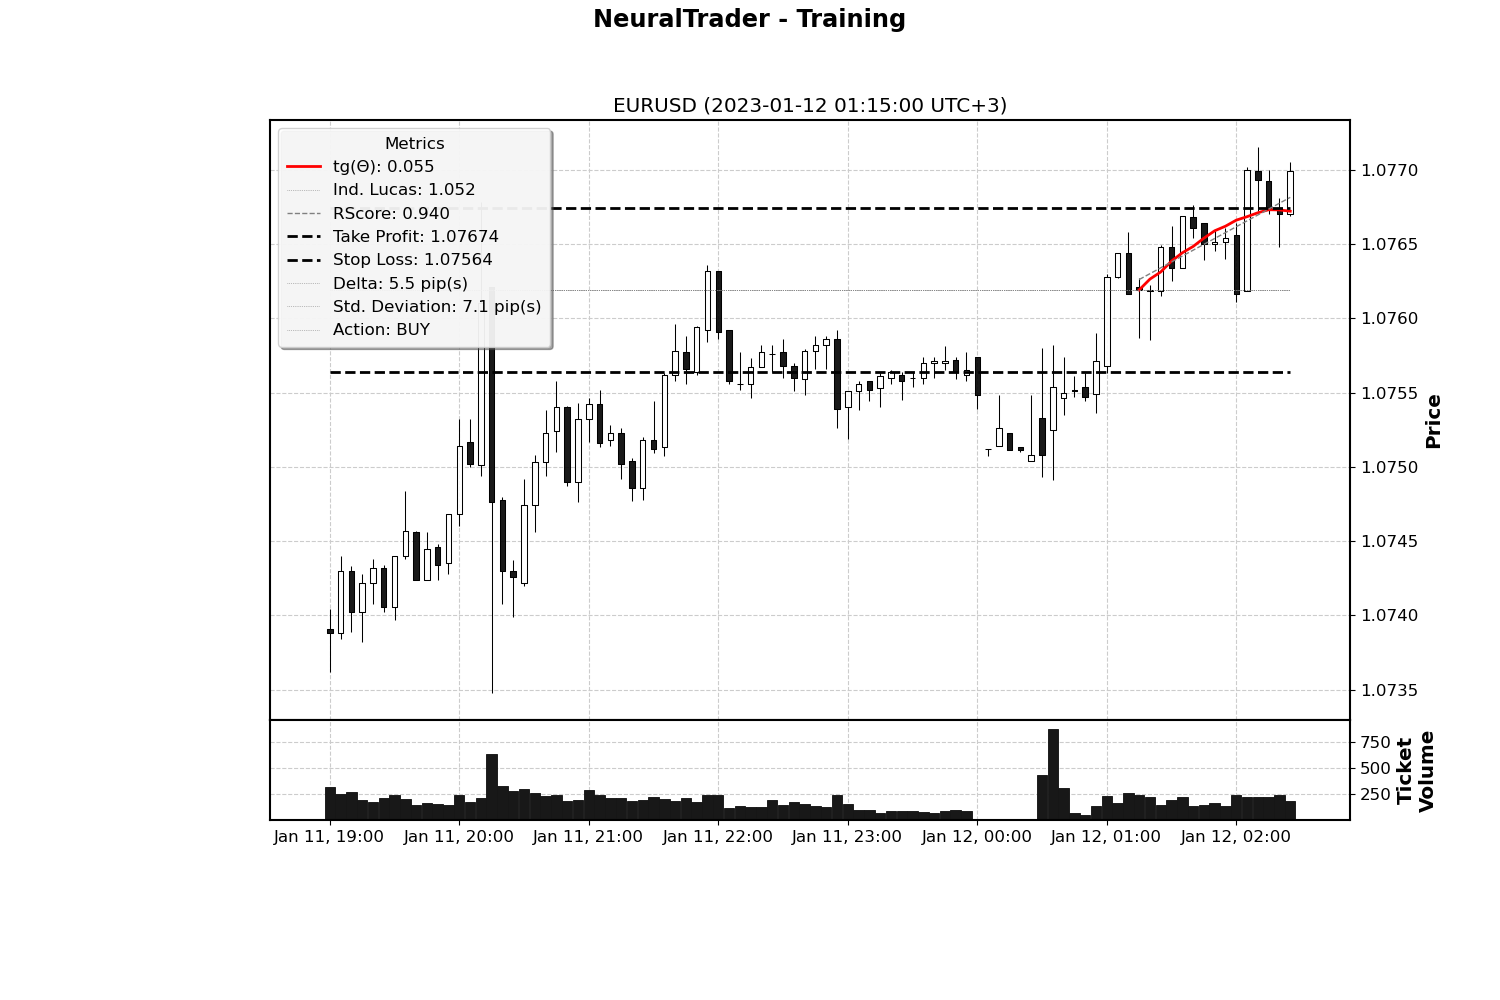 NeuralTrader - Training
EURUSD (2023-01-12 01:15:00 UTC+3)
Metrics
tg(Θ): 0.055
Ind. Lucas: 1.052
RScore: 0.940
Take Profit: 1.07674
Stop Loss: 1.07564
Delta: 5.5 pip(s)
Std. Deviation: 7.1 pip(s)
Action: BUY
1.0770
1.0765
1.0760
1.0755
1.0750
1.0745
1.0740
1.0735
Price
750
500
250
Ticket
Volume
Jan 11, 19:00 Jan 11, 20:00 Jan 11, 21:00 Jan 11, 22:00 Jan 11, 23:00 Jan 12, 00:00 Jan 12, 01:00 Jan 12, 02:00